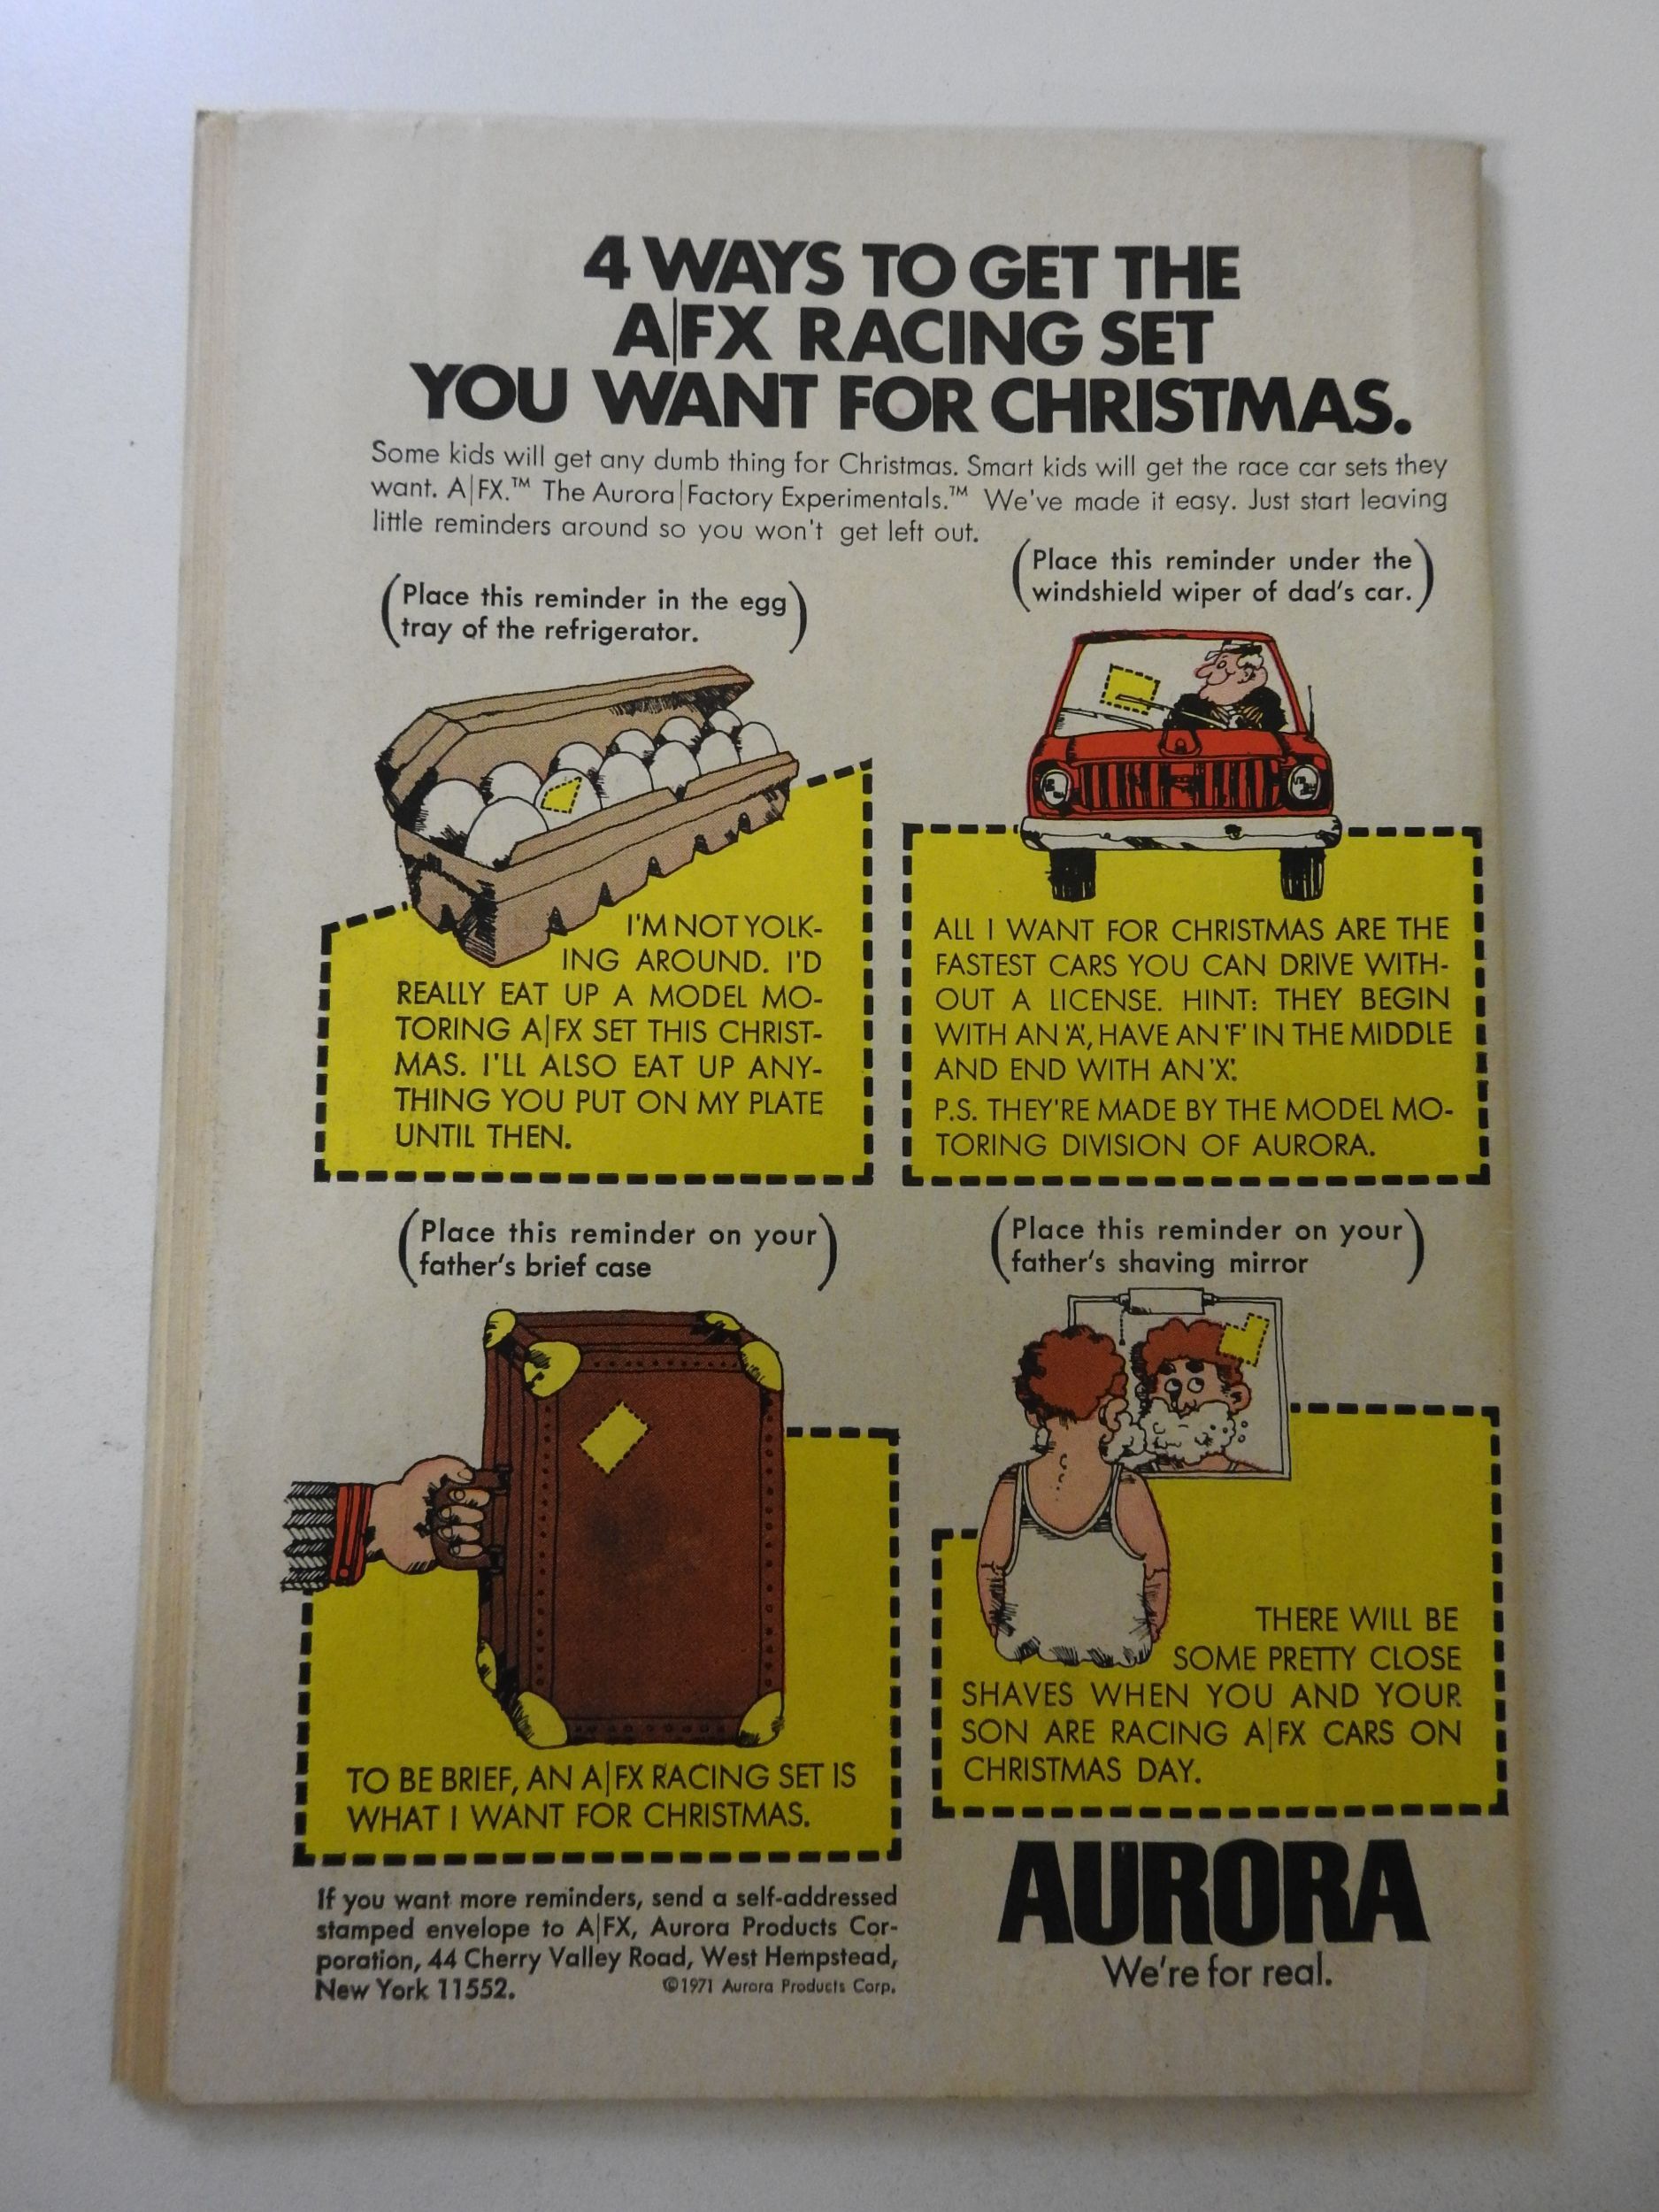 4 WAYS TO GET THE
A|FX RACING SET
YOU WANT FOR CHRISTMAS.
Some kids will get any dumb thing for Christmas. Smart kids will get the race car sets they
want. A|FX.™ The Aurora|Factory Experimentals.™ We've made it easy. Just start leaving
little reminders around so you won't get left out.
(Place this reminder in the egg
tray of the refrigerator.)
I'M NOT YOLK-
ING AROUND. I'D
REALLY EAT UP A MODEL MO-
TORING A|FX SET THIS CHRIST-
MAS. I'LL ALSO EAT UP ANY-
THING YOU PUT ON MY PLATE
UNTIL THEN.
(Place this reminder under the
windshield wiper of dad's car.)
ALL I WANT FOR CHRISTMAS ARE THE
FASTEST CARS YOU CAN DRIVE WITH-
OUT A LICENSE. HINT: THEY BEGIN
WITH AN 'A', HAVE AN 'F' IN THE MIDDLE
AND END WITH AN 'X'.
P.S. THEY'RE MADE BY THE MODEL MO-
TORING DIVISION OF AURORA.
(Place this reminder on your
father's brief case)
TO BE BRIEF, AN A|FX RACING SET IS
WHAT I WANT FOR CHRISTMAS.
(Place this reminder on your
father's shaving mirror)
THERE WILL BE
SOME PRETTY CLOSE
SHAVES WHEN YOU AND YOUR
SON ARE RACING A|FX CARS ON
CHRISTMAS DAY.
If you want more reminders, send a self-addressed
stamped envelope to A|FX, Aurora Products Cor-
poration, 44 Cherry Valley Road, West Hempstead,
New York 11552. ©1971 Aurora Products Corp.
AURORA
We're for real.